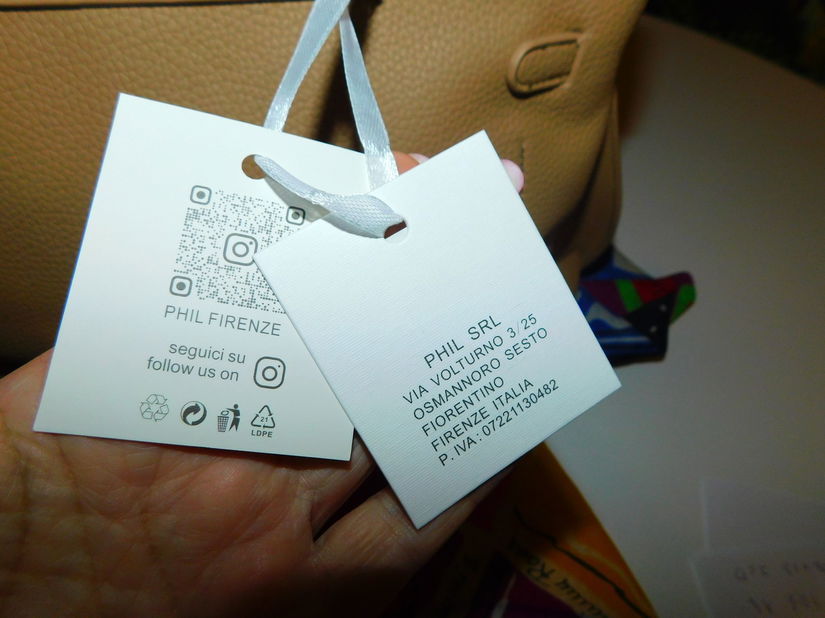 PHIL FIRENZE
seguici su
follow us on
21
LDPE
PHIL SRL
VIA VOLTURNO 3/25
OSMANNORO SESTO
FIORENTINO
FIRENZE ITALIA
P. IVA: 07221130482